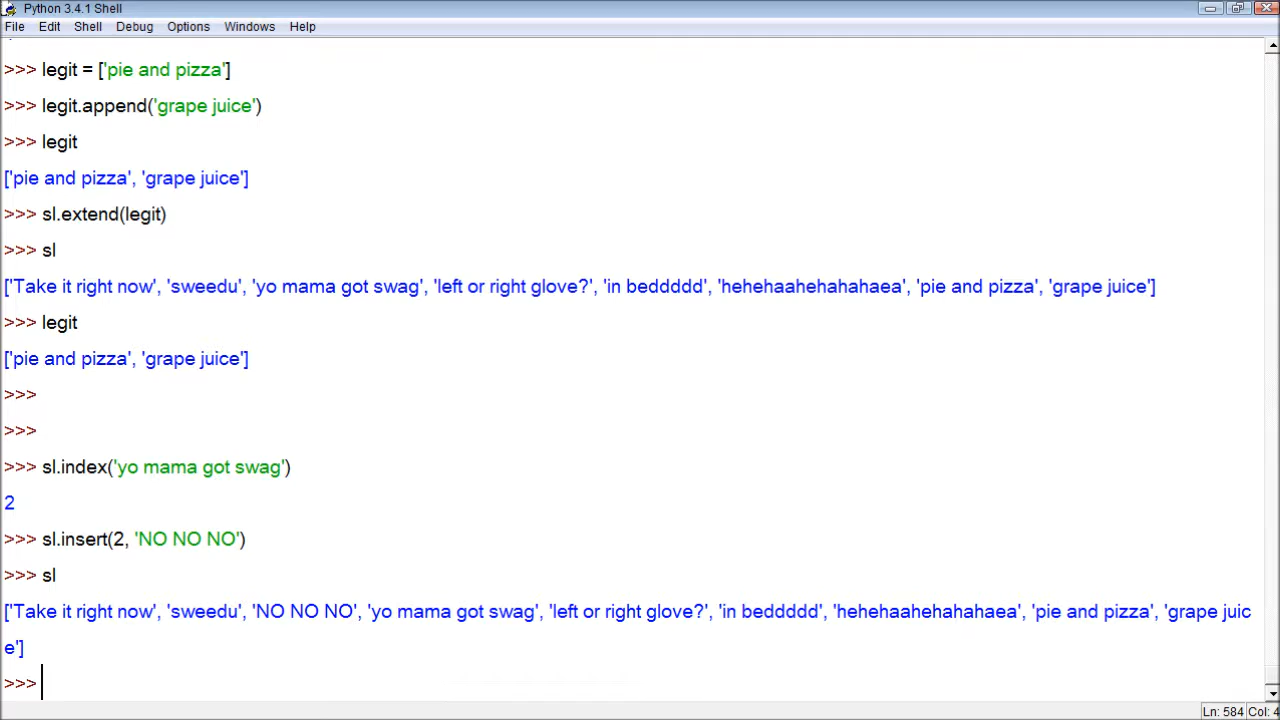 Python 3.4.1 Shell
File Edit Shell Debug Options Windows Help
>>> legit = ['pie and pizza']
>>> legit.append('grape juice')
>>> legit
['pie and pizza', 'grape juice']
>>> sl.extend(legit)
>>> sl
['Take it right now', 'sweedu', 'yo mama got swag', 'left or right glove?', 'in beddddd', 'hehehaahehahahaea', 'pie and pizza', 'grape juice']
>>> legit
['pie and pizza', 'grape juice']
>>>
>>>
>>> sl.index('yo mama got swag')
2
>>> sl.insert(2, 'NO NO NO')
>>> sl
['Take it right now', 'sweedu', 'NO NO NO', 'yo mama got swag', 'left or right glove?', 'in beddddd', 'hehehaahehahahaea', 'pie and pizza', 'grape juic
e']
>>>
Ln: 584 Col: 4